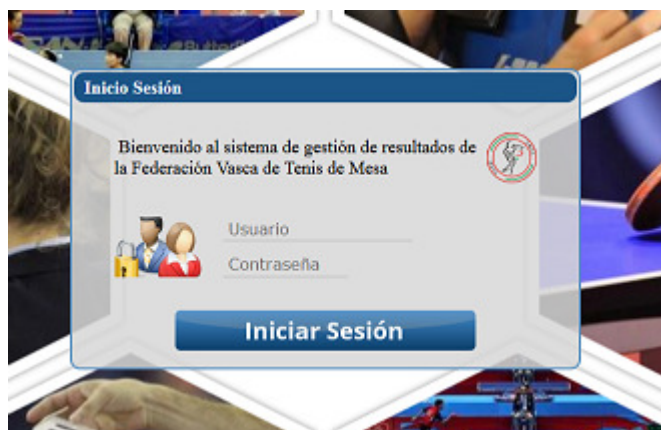 Inicio Sesión
Bienvenido al sistema de gestión de resultados de
la Federación Vasca de Tenis de Mesa
Usuario
Contraseña
Iniciar Sesión